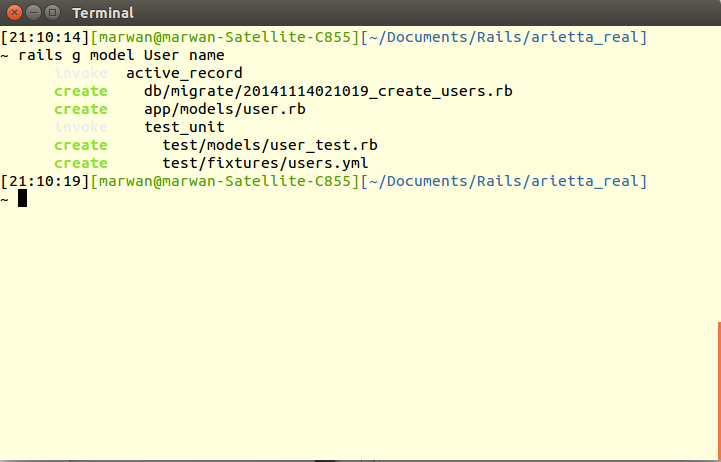 Terminal
[21:10:14][marwan@marwan-Satellite-C855][~/Documents/Rails/arietta_real]
~ rails g model User name
      invoke  active_record
      create    db/migrate/20141114021019_create_users.rb
      create    app/models/user.rb
      invoke    test_unit
      create      test/models/user_test.rb
      create      test/fixtures/users.yml
[21:10:19][marwan@marwan-Satellite-C855][~/Documents/Rails/arietta_real]
~